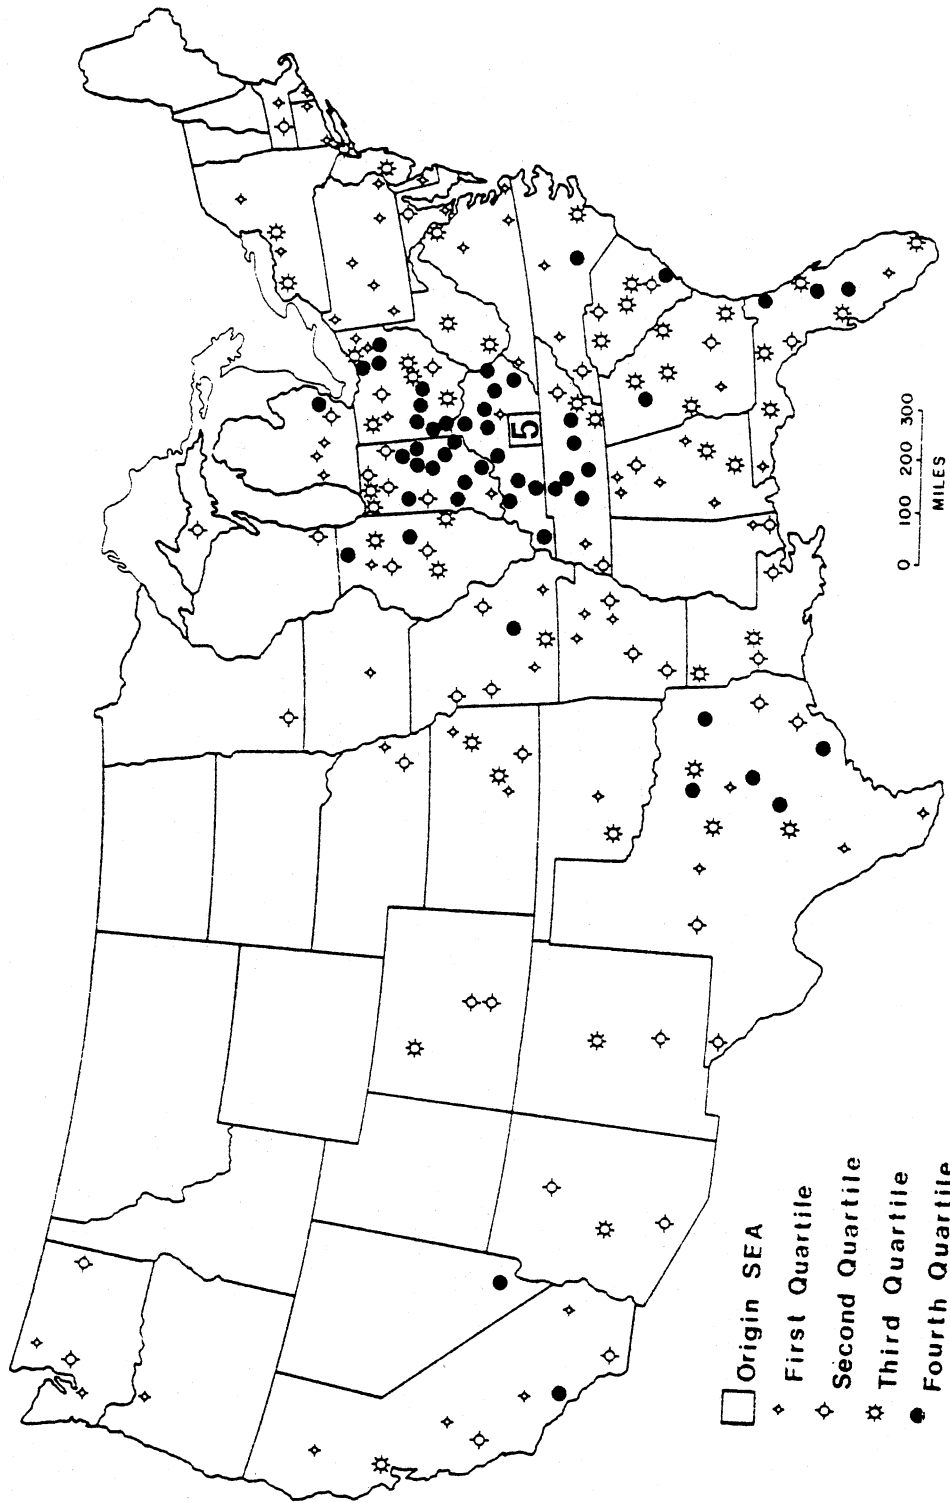 5
0 100 200 300
MILES
Origin SEA
First Quartile
Second Quartile
Third Quartile
Fourth Quartile